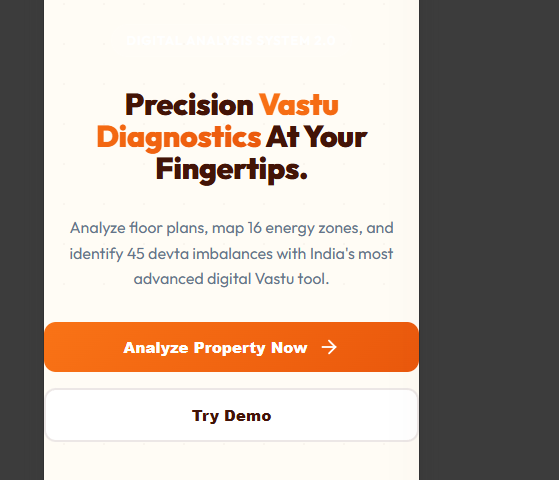 Precision Vastu
Diagnostics At Your
Fingertips.
Analyze floor plans, map 16 energy zones, and
identify 45 devta imbalances with India's most
advanced digital Vastu tool.
Analyze Property Now
Try Demo